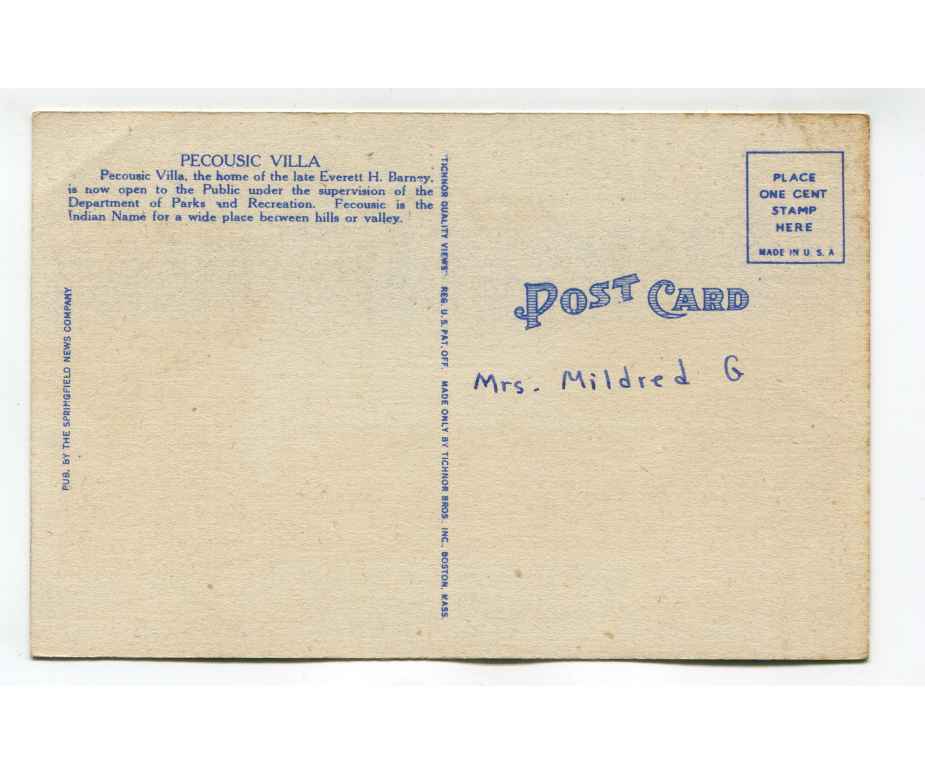 PECOUSIC VILLA
Pecousic Villa, the home of the late Everett H. Barney,
is now open to the Public under the supervision of the
Department of Parks and Recreation. Pecousic is the
Indian Name for a wide place between hills or valley.
PUB. BY THE SPRINGFIELD NEWS COMPANY
"TICHNOR QUALITY VIEWS" REG. U. S. PAT. OFF. MADE ONLY BY TICHNOR BROS. INC., BOSTON, MASS.
PLACE
ONE CENT
STAMP
HERE
MADE IN U. S. A
POST CARD
Mrs. Mildred G